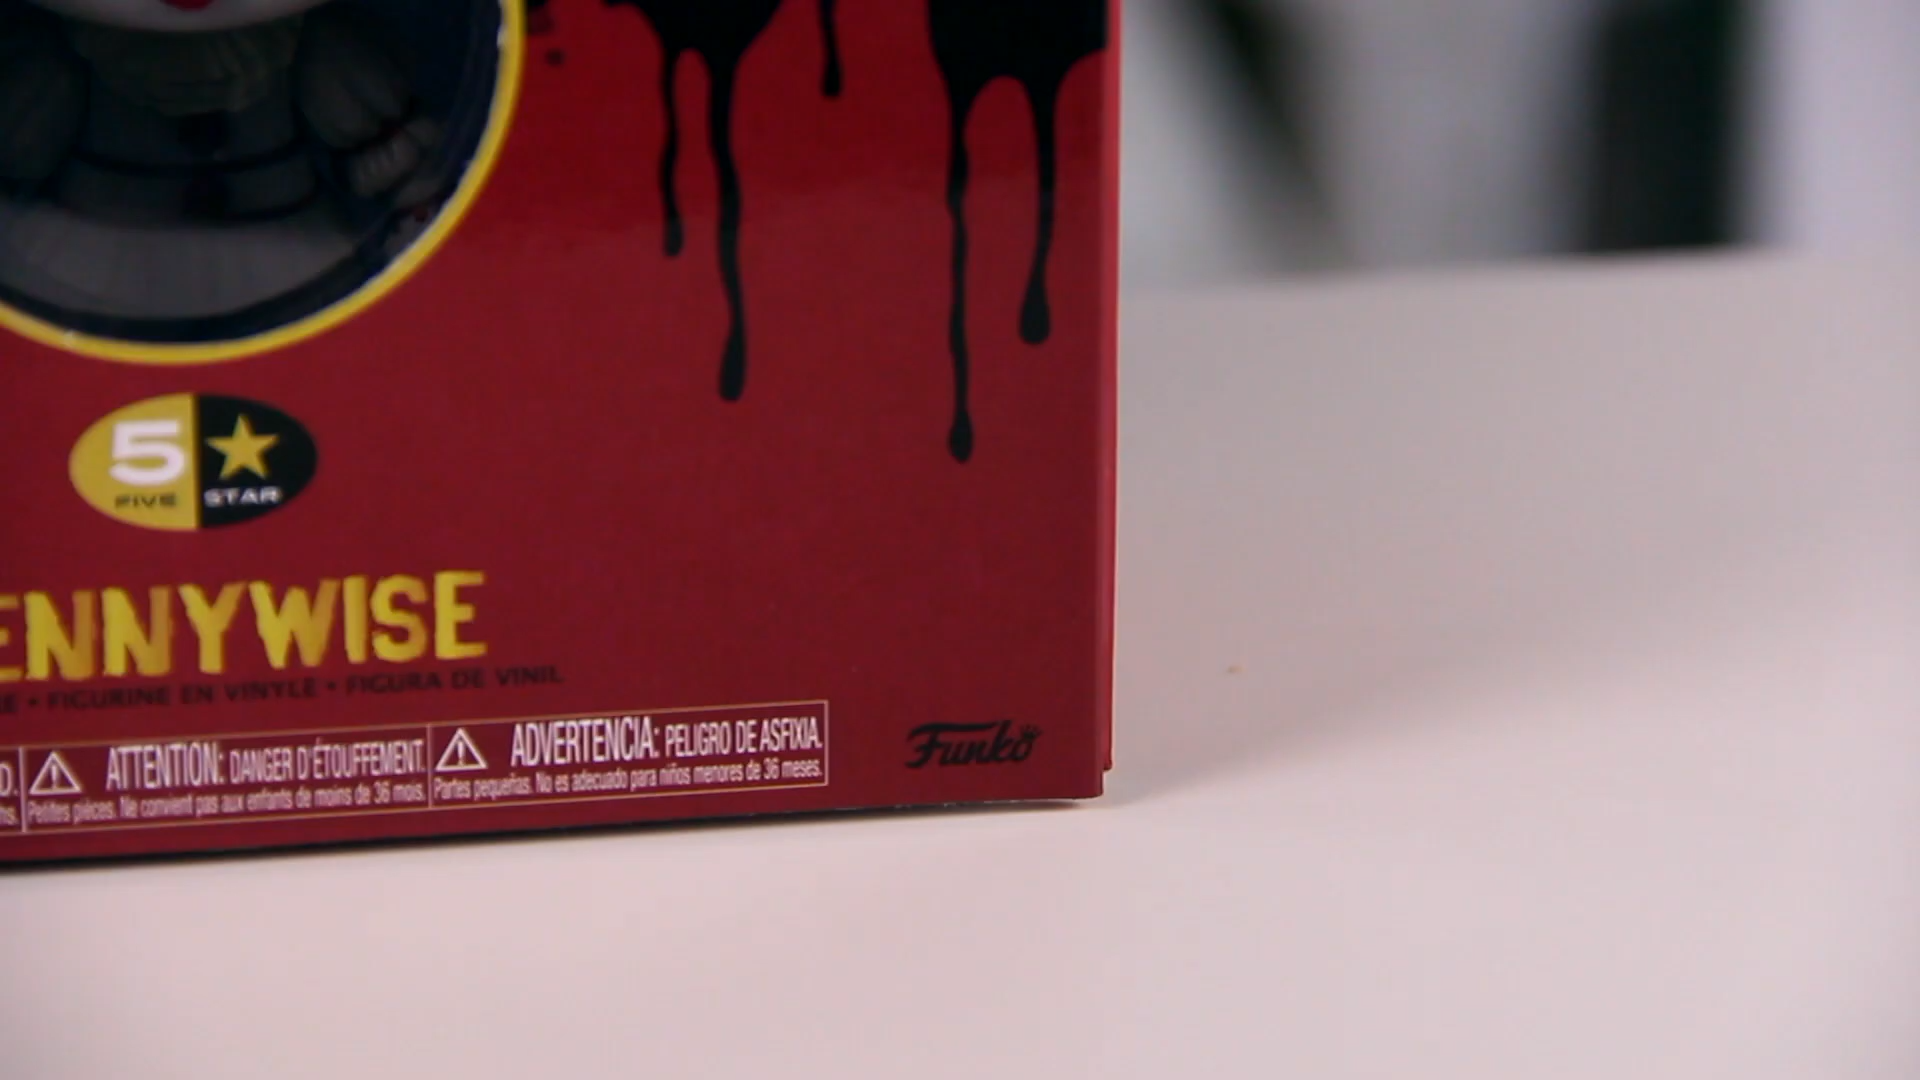 5
FIVE STAR
ENNYWISE
E • FIGURINE EN VINYLE • FIGURA DE VINIL
D. ATTENTION: DANGER D'ÉTOUFFEMENT. ADVERTENCIA: PELIGRO DE ASFIXIA.
hs. Petites pièces. Ne convient pas aux enfants de moins de 36 mois. Partes pequeñas. No es adecuado para niños menores de 36 meses.
Funko